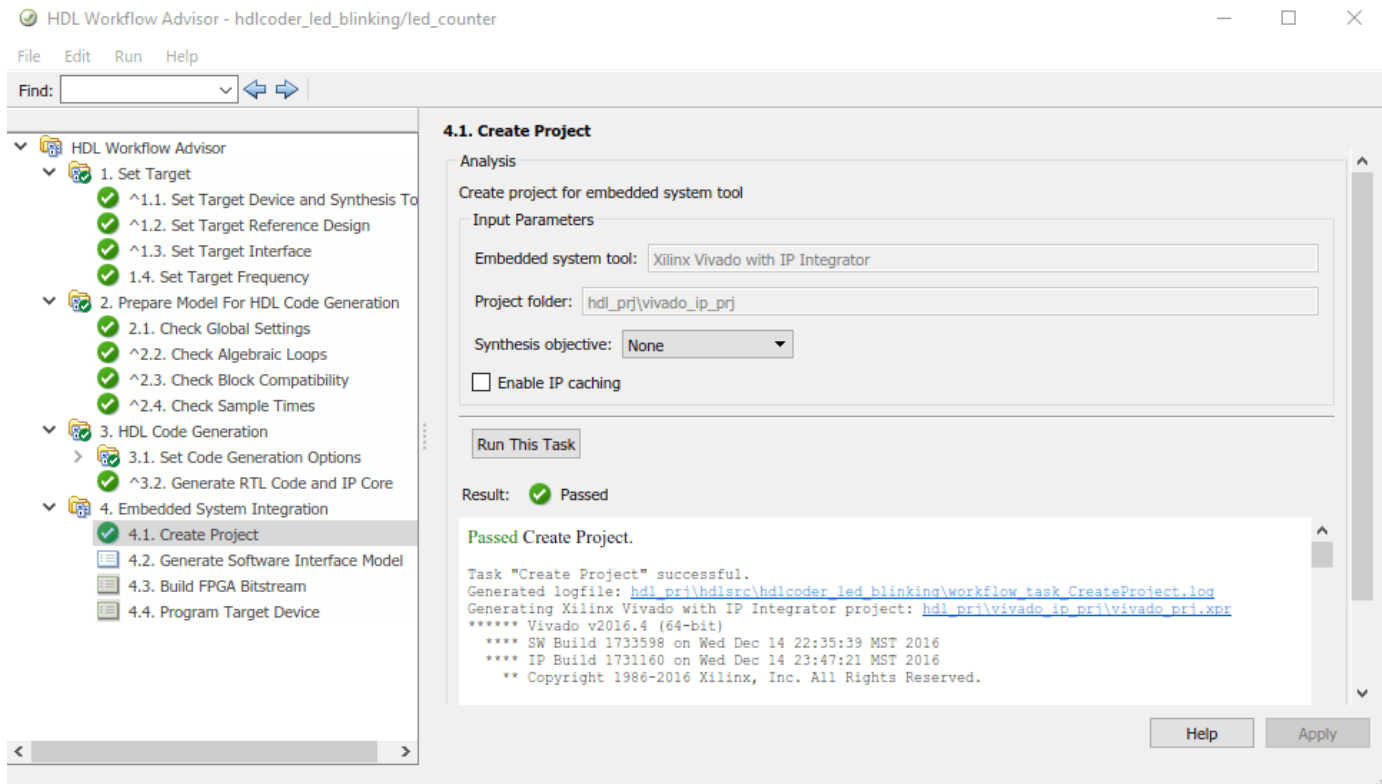 HDL Workflow Advisor - hdlcoder_led_blinking/led_counter
File Edit Run Help
Find:
HDL Workflow Advisor
1. Set Target
^1.1. Set Target Device and Synthesis To
^1.2. Set Target Reference Design
^1.3. Set Target Interface
1.4. Set Target Frequency
2. Prepare Model For HDL Code Generation
2.1. Check Global Settings
^2.2. Check Algebraic Loops
^2.3. Check Block Compatibility
^2.4. Check Sample Times
3. HDL Code Generation
3.1. Set Code Generation Options
^3.2. Generate RTL Code and IP Core
4. Embedded System Integration
4.1. Create Project
4.2. Generate Software Interface Model
4.3. Build FPGA Bitstream
4.4. Program Target Device
4.1. Create Project
Analysis
Create project for embedded system tool
Input Parameters
Embedded system tool: Xilinx Vivado with IP Integrator
Project folder: hdl_prj\vivado_ip_prj
Synthesis objective: None
Enable IP caching
Run This Task
Result: Passed
Passed Create Project.
Task "Create Project" successful.
Generated logfile: hdl_prj\hdlsrc\hdlcoder_led_blinking\workflow_task_CreateProject.log
Generating Xilinx Vivado with IP Integrator project: hdl_prj\vivado_ip_prj\vivado_prj.xpr
****** Vivado v2016.4 (64-bit)
**** SW Build 1733598 on Wed Dec 14 22:35:39 MST 2016
**** IP Build 1731160 on Wed Dec 14 23:47:21 MST 2016
** Copyright 1986-2016 Xilinx, Inc. All Rights Reserved.
Help Apply